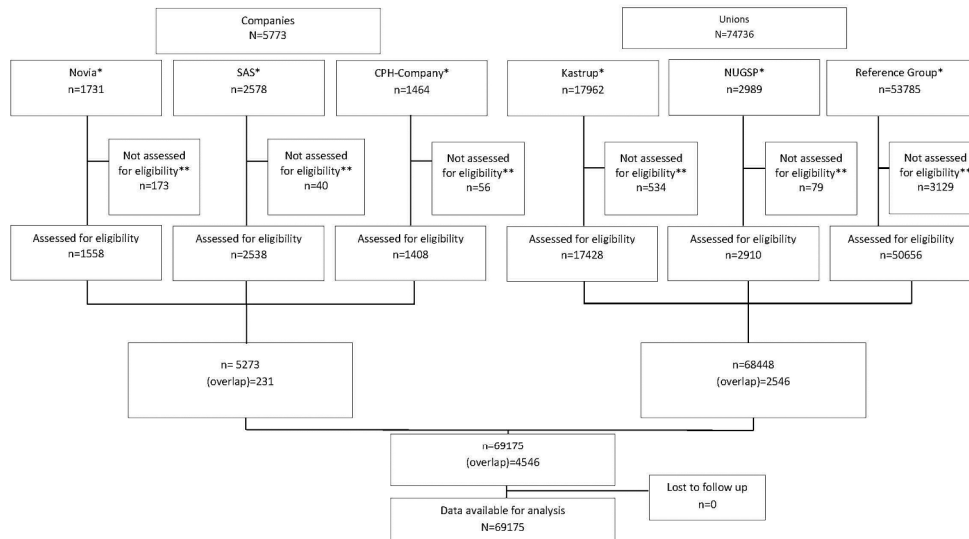 Companies
N=5773
Unions
N=74736
Novia*
n=1731
SAS*
n=2578
CPH-Company*
n=1464
Kastrup*
n=17962
NUGSP*
n=2989
Reference Group*
n=53785
Not assessed
for eligibility**
n=173
Not assessed
for eligibility**
n=40
Not assessed
for eligibility**
n=56
Not assessed
for eligibility**
n=534
Not assessed
for eligibility**
n=79
Not assessed
for eligibility**
n=3129
Assessed for eligibility
n=1558
Assessed for eligibility
n=2538
Assessed for eligibility
n=1408
Assessed for eligibility
n=17428
Assessed for eligibility
n=2910
Assessed for eligibility
n=50656
n= 5273
(overlap)=231
n=68448
(overlap)=2546
n=69175
(overlap)=4546
Lost to follow up
n=0
Data available for analysis
N=69175